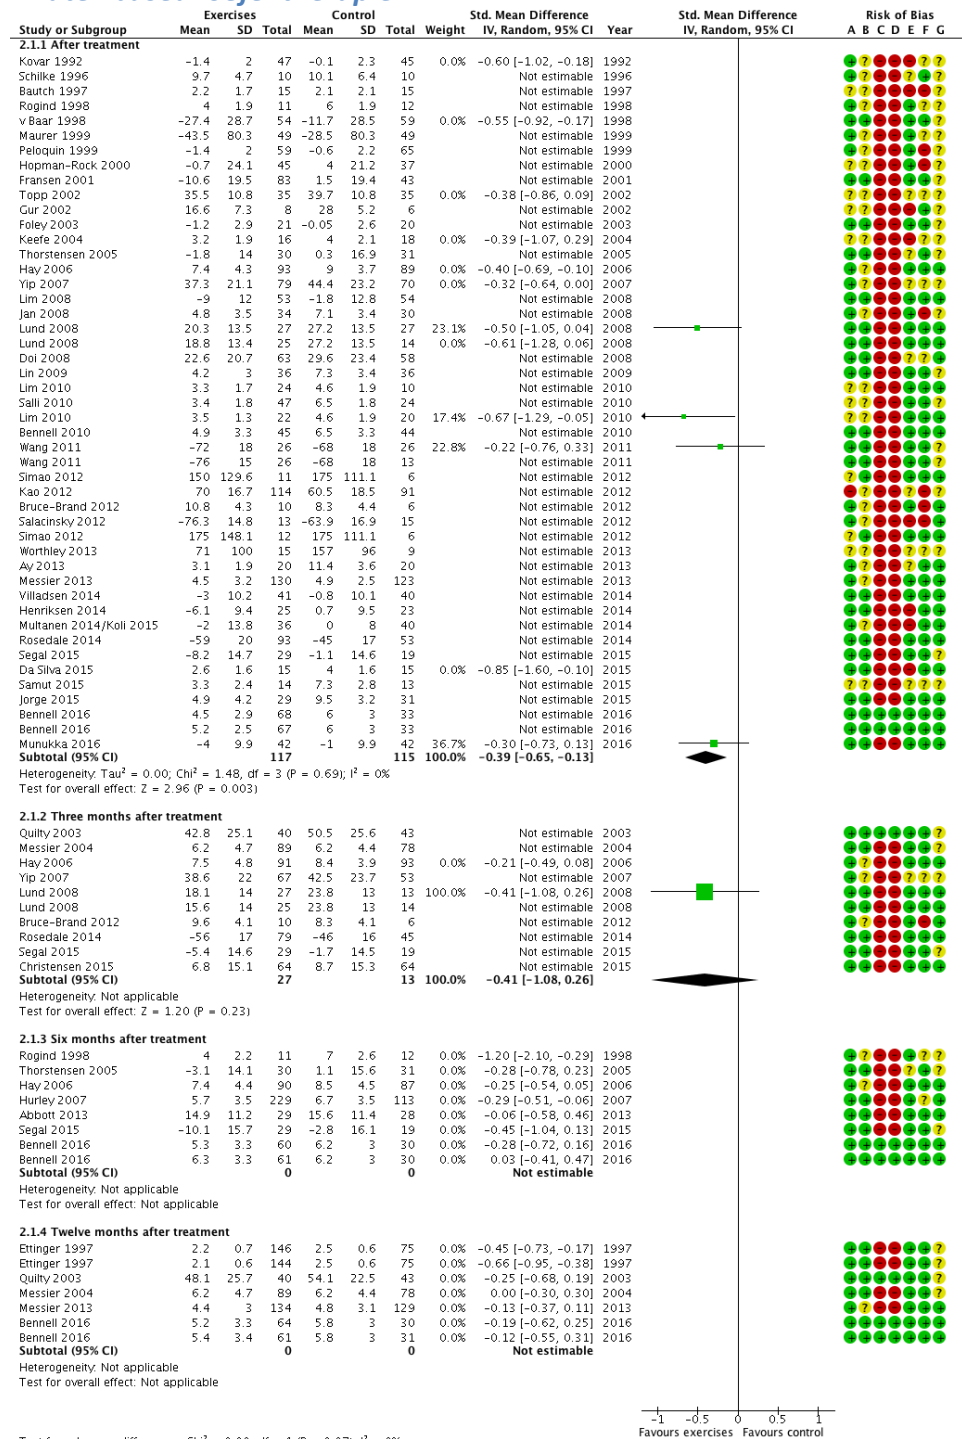 Exercises Control Std. Mean Difference Std. Mean Difference Risk of Bias
Study or Subgroup Mean SD Total Mean SD Total Weight IV, Random, 95% CI Year IV, Random, 95% CI A B C D E F G
2.1.1 After treatment
Kovar 1992 -1.4 2 47 -0.1 2.3 45 0.0% -0.60 [-1.02, -0.18] 1992
Schilke 1996 9.7 4.7 10 10.1 6.4 10 Not estimable 1996
Bautch 1997 2.2 1.7 15 2.1 2.1 15 Not estimable 1997
Rogind 1998 4 1.9 11 6 1.9 12 Not estimable 1998
v Baar 1998 -27.4 28.7 54 -11.7 28.5 59 0.0% -0.55 [-0.92, -0.17] 1998
Maurer 1999 -43.5 80.3 49 -28.5 80.3 49 Not estimable 1999
Peloquin 1999 -1.4 2 59 -0.6 2.2 65 Not estimable 1999
Hopman-Rock 2000 -0.7 24.1 45 4 21.2 37 Not estimable 2000
Fransen 2001 -10.6 19.5 83 1.5 19.4 43 Not estimable 2001
Topp 2002 35.5 10.8 35 39.7 10.8 35 0.0% -0.38 [-0.86, 0.09] 2002
Gur 2002 16.6 7.3 8 28 5.2 6 Not estimable 2002
Foley 2003 -1.2 2.9 21 -0.05 2.6 20 Not estimable 2003
Keefe 2004 3.2 1.9 16 4 2.1 18 0.0% -0.39 [-1.07, 0.29] 2004
Thorstensen 2005 -1.8 14 30 0.3 16.9 31 Not estimable 2005
Hay 2006 7.4 4.3 93 9 3.7 89 0.0% -0.40 [-0.69, -0.10] 2006
Yip 2007 37.3 21.1 79 44.4 23.2 70 0.0% -0.32 [-0.64, 0.00] 2007
Lim 2008 -9 12 53 -1.8 12.8 54 Not estimable 2008
Jan 2008 4.8 3.5 34 7.1 3.4 30 Not estimable 2008
Lund 2008 20.3 13.5 27 27.2 13.5 27 23.1% -0.50 [-1.05, 0.04] 2008
Lund 2008 18.8 13.4 25 27.2 13.5 14 0.0% -0.61 [-1.28, 0.06] 2008
Doi 2008 22.6 20.7 63 29.6 23.4 58 Not estimable 2008
Lin 2009 4.2 3 36 7.3 3.4 36 Not estimable 2009
Lim 2010 3.3 1.7 24 4.6 1.9 10 Not estimable 2010
Salli 2010 3.4 1.8 47 6.5 1.8 24 Not estimable 2010
Lim 2010 3.5 1.3 22 4.6 1.9 20 17.4% -0.67 [-1.29, -0.05] 2010
Bennell 2010 4.9 3.3 45 6.5 3.3 44 Not estimable 2010
Wang 2011 -72 18 26 -68 18 26 22.8% -0.22 [-0.76, 0.33] 2011
Wang 2011 -76 15 26 -68 18 13 Not estimable 2011
Simao 2012 150 129.6 11 175 111.1 6 Not estimable 2012
Kao 2012 70 16.7 114 60.5 18.5 91 Not estimable 2012
Bruce-Brand 2012 10.8 4.3 10 8.3 4.4 6 Not estimable 2012
Salacinsky 2012 -76.3 14.8 13 -63.9 16.9 15 Not estimable 2012
Simao 2012 175 148.1 12 175 111.1 6 Not estimable 2012
Worthley 2013 71 100 15 157 96 9 Not estimable 2013
Ay 2013 3.1 1.9 20 11.4 3.6 20 Not estimable 2013
Messier 2013 4.5 3.2 130 4.9 2.5 123 Not estimable 2013
Villadsen 2014 -3 10.2 41 -0.8 10.1 40 Not estimable 2014
Henriksen 2014 -6.1 9.4 25 0.7 9.5 23 Not estimable 2014
Multanen 2014/Koli 2015 -2 13.8 36 0 8 40 Not estimable 2014
Rosedale 2014 -59 20 93 -45 17 53 Not estimable 2014
Segal 2015 -8.2 14.7 29 -1.1 14.6 19 Not estimable 2015
Da Silva 2015 2.6 1.6 15 4 1.6 15 0.0% -0.85 [-1.60, -0.10] 2015
Samut 2015 3.3 2.4 14 7.3 2.8 13 Not estimable 2015
Jorge 2015 4.9 4.2 29 9.5 3.2 31 Not estimable 2015
Bennell 2016 4.5 2.9 68 6 3 33 Not estimable 2016
Bennell 2016 5.2 2.5 67 6 3 33 Not estimable 2016
Munukka 2016 -4 9.9 42 -1 9.9 42 36.7% -0.30 [-0.73, 0.13] 2016
Subtotal (95% CI) 117 115 100.0% -0.39 [-0.65, -0.13]
Heterogeneity: Tau² = 0.00; Chi² = 1.48, df = 3 (P = 0.69); I² = 0%
Test for overall effect: Z = 2.96 (P = 0.003)
2.1.2 Three months after treatment
Quilty 2003 42.8 25.1 40 50.5 25.6 43 Not estimable 2003
Messier 2004 6.2 4.7 89 6.2 4.4 78 Not estimable 2004
Hay 2006 7.5 4.8 91 8.4 3.9 93 0.0% -0.21 [-0.49, 0.08] 2006
Yip 2007 38.6 22 67 42.5 23.7 53 Not estimable 2007
Lund 2008 18.1 14 27 23.8 13 13 100.0% -0.41 [-1.08, 0.26] 2008
Lund 2008 15.6 14 25 23.8 13 14 Not estimable 2008
Bruce-Brand 2012 9.6 4.1 10 8.3 4.1 6 Not estimable 2012
Rosedale 2014 -56 17 79 -46 16 45 Not estimable 2014
Segal 2015 -5.4 14.6 29 -1.7 14.5 19 Not estimable 2015
Christensen 2015 6.8 15.1 64 8.7 15.3 64 Not estimable 2015
Subtotal (95% CI) 27 13 100.0% -0.41 [-1.08, 0.26]
Heterogeneity: Not applicable
Test for overall effect: Z = 1.20 (P = 0.23)
2.1.3 Six months after treatment
Rogind 1998 4 2.2 11 7 2.6 12 0.0% -1.20 [-2.10, -0.29] 1998
Thorstensen 2005 -3.1 14.1 30 1.1 15.6 31 0.0% -0.28 [-0.78, 0.23] 2005
Hay 2006 7.4 4.4 90 8.5 4.5 87 0.0% -0.25 [-0.54, 0.05] 2006
Hurley 2007 5.7 3.5 229 6.7 3.5 113 0.0% -0.29 [-0.51, -0.06] 2007
Abbott 2013 14.9 11.2 29 15.6 11.4 28 0.0% -0.06 [-0.58, 0.46] 2013
Segal 2015 -10.1 15.7 29 -2.8 16.1 19 0.0% -0.45 [-1.04, 0.13] 2015
Bennell 2016 5.3 3.3 60 6.2 3 30 0.0% -0.28 [-0.72, 0.16] 2016
Bennell 2016 6.3 3.3 61 6.2 3 30 0.0% 0.03 [-0.41, 0.47] 2016
Subtotal (95% CI) 0 0 Not estimable
Heterogeneity: Not applicable
Test for overall effect: Not applicable
2.1.4 Twelve months after treatment
Ettinger 1997 2.2 0.7 146 2.5 0.6 75 0.0% -0.45 [-0.73, -0.17] 1997
Ettinger 1997 2.1 0.6 144 2.5 0.6 75 0.0% -0.66 [-0.95, -0.38] 1997
Quilty 2003 48.1 25.7 40 54.1 22.5 43 0.0% -0.25 [-0.68, 0.19] 2003
Messier 2004 6.2 4.7 89 6.2 4.4 78 0.0% 0.00 [-0.30, 0.30] 2004
Messier 2013 4.4 3 134 4.8 3.1 129 0.0% -0.13 [-0.37, 0.11] 2013
Bennell 2016 5.2 3.3 64 5.8 3 30 0.0% -0.19 [-0.62, 0.25] 2016
Bennell 2016 5.4 3.4 61 5.8 3 31 0.0% -0.12 [-0.55, 0.31] 2016
Subtotal (95% CI) 0 0 Not estimable
Heterogeneity: Not applicable
Test for overall effect: Not applicable
-1 -0.5 0 0.5 1
Favours exercises Favours control